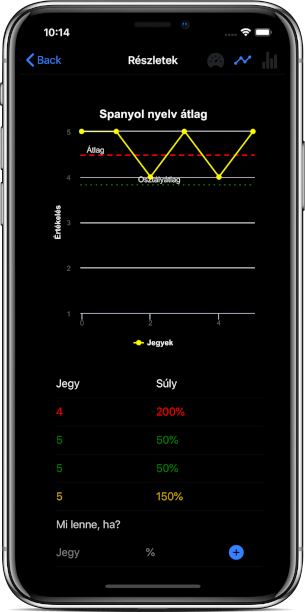 10:14
Back
Részletek
Spanyol nyelv átlag
5
Átlag
4
Osztályátlag
Értékelés
3
2
1
0 2 4
Jegyek
Jegy Súly
4 200%
5 50%
5 50%
5 150%
Mi lenne, ha?
Jegy % +